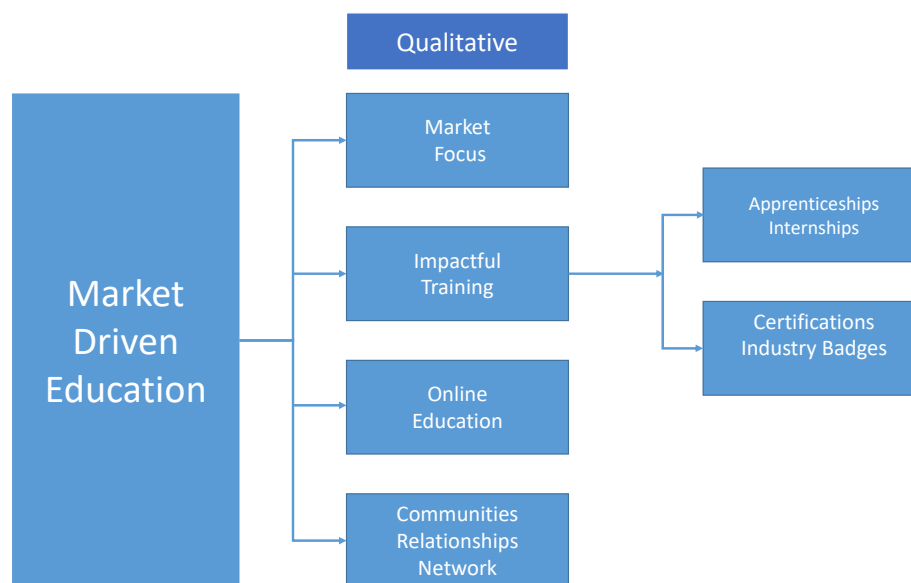 Qualitative
Market
Driven
Education
Market
Focus
Impactful
Training
Online
Education
Communities
Relationships
Network
Apprenticeships
Internships
Certifications
Industry Badges